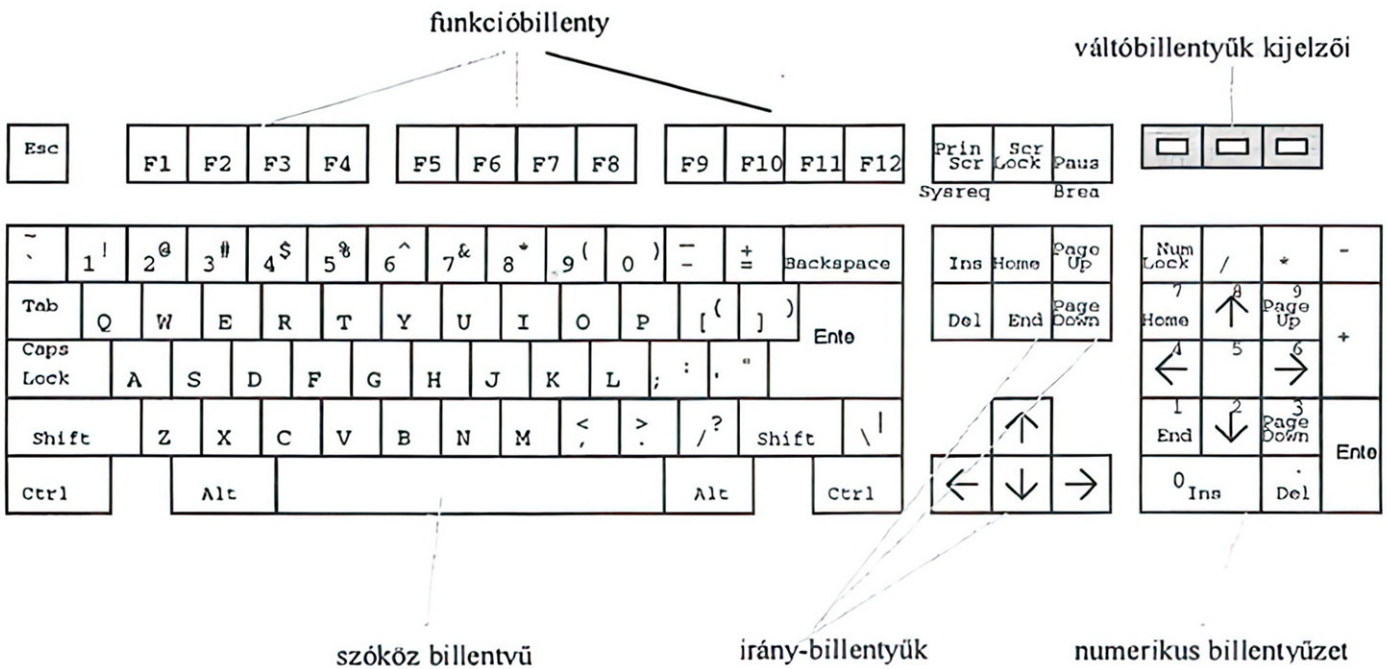 funkcióbillenty
váltóbillentyűk kijelzői
Esc F1 F2 F3 F4 F5 F6 F7 F8 F9 F10 F11 F12 Prin Scr Scr Lock Paus
Sysreq Brea
~ ` 1 ! 2 @ 3 # 4 $ 5 % 6 ^ 7 & 8 * 9 ( 0 ) — - + = Backspace Ins Home Page Up Num Lock / * -
Tab Q W E R T Y U I O P [ ( ] ) Ente Del End Page Down 7 Home 8 ↑ 9 Page Up +
Caps Lock A S D F G H J K L ; : ' " 4 ← 5 6 →
Shift Z X C V B N M < , > . / ? Shift \ | ↑ 1 End 2 ↓ 3 Page Down Ente
Ctrl Alt Alt Ctrl ← ↓ → 0 Ins . Del
szóköz billentyű
irány-billentyűk
numerikus billentyűzet